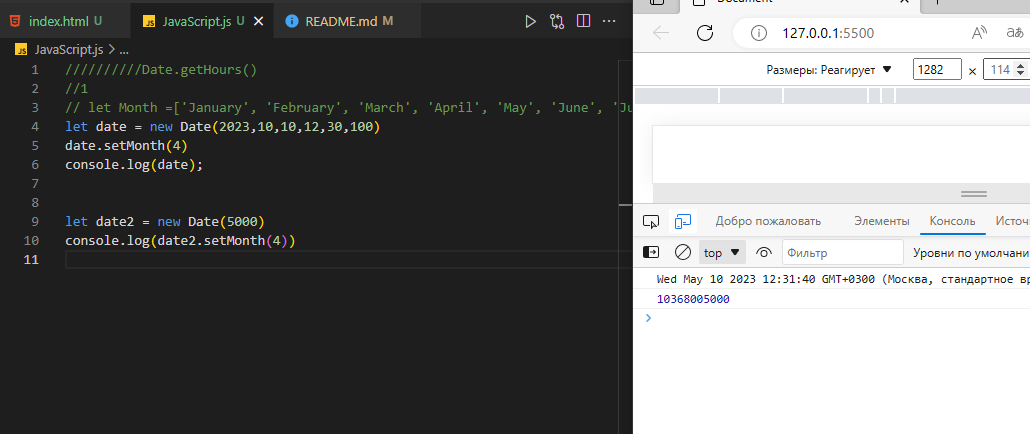 index.html U
JavaScript.js U
README.md M
JavaScript.js > ...
1 //////////Date.getHours()
2 //1
3 // let Month =['January', 'February', 'March', 'April', 'May', 'June', 'Ju
4 let date = new Date(2023,10,10,12,30,100)
5 date.setMonth(4)
6 console.log(date);
7
8
9 let date2 = new Date(5000)
10 console.log(date2.setMonth(4))
11
Document
127.0.0.1:5500
Размеры: Реагирует 1282 × 114
Добро пожаловать Элементы Консоль Источ
top Фильтр Уровни по умолчани
Wed May 10 2023 12:31:40 GMT+0300 (Москва, стандартное вр
10368005000